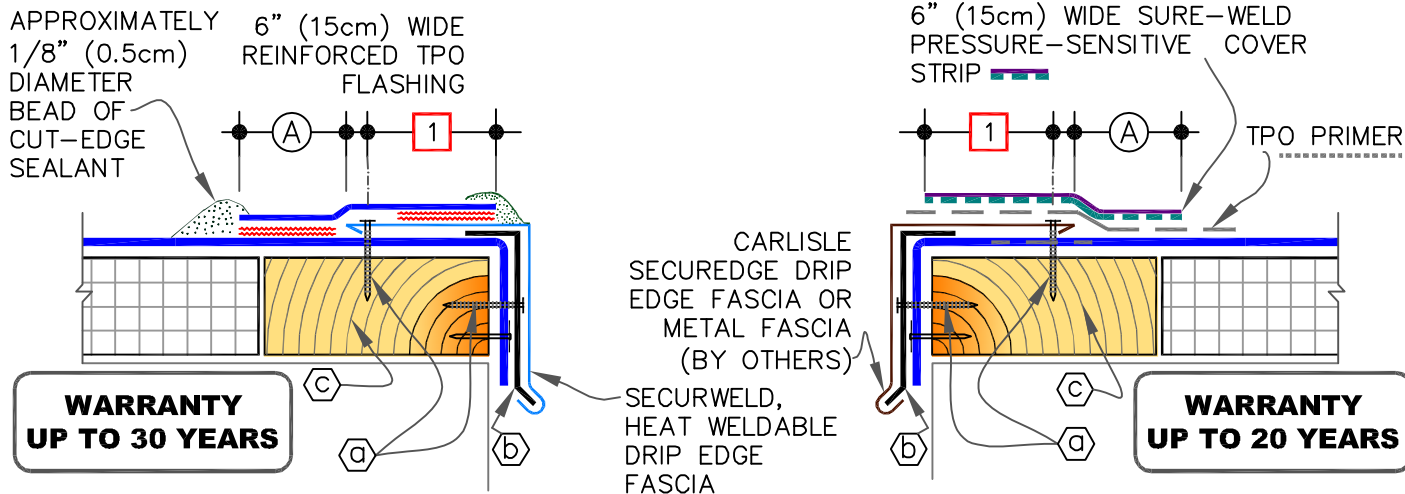 APPROXIMATELY
1/8” (0.5cm)
DIAMETER
BEAD OF
CUT–EDGE
SEALANT
6” (15cm) WIDE
REINFORCED TPO
FLASHING
A
1
WARRANTY
UP TO 30 YEARS
c
a
b
SECURWELD,
HEAT WELDABLE
DRIP EDGE
FASCIA
6” (15cm) WIDE SURE–WELD
PRESSURE–SENSITIVE COVER
STRIP
1
A
TPO PRIMER
CARLISLE
SECUREDGE DRIP
EDGE FASCIA OR
METAL FASCIA
(BY OTHERS)
b
a
c
WARRANTY
UP TO 20 YEARS